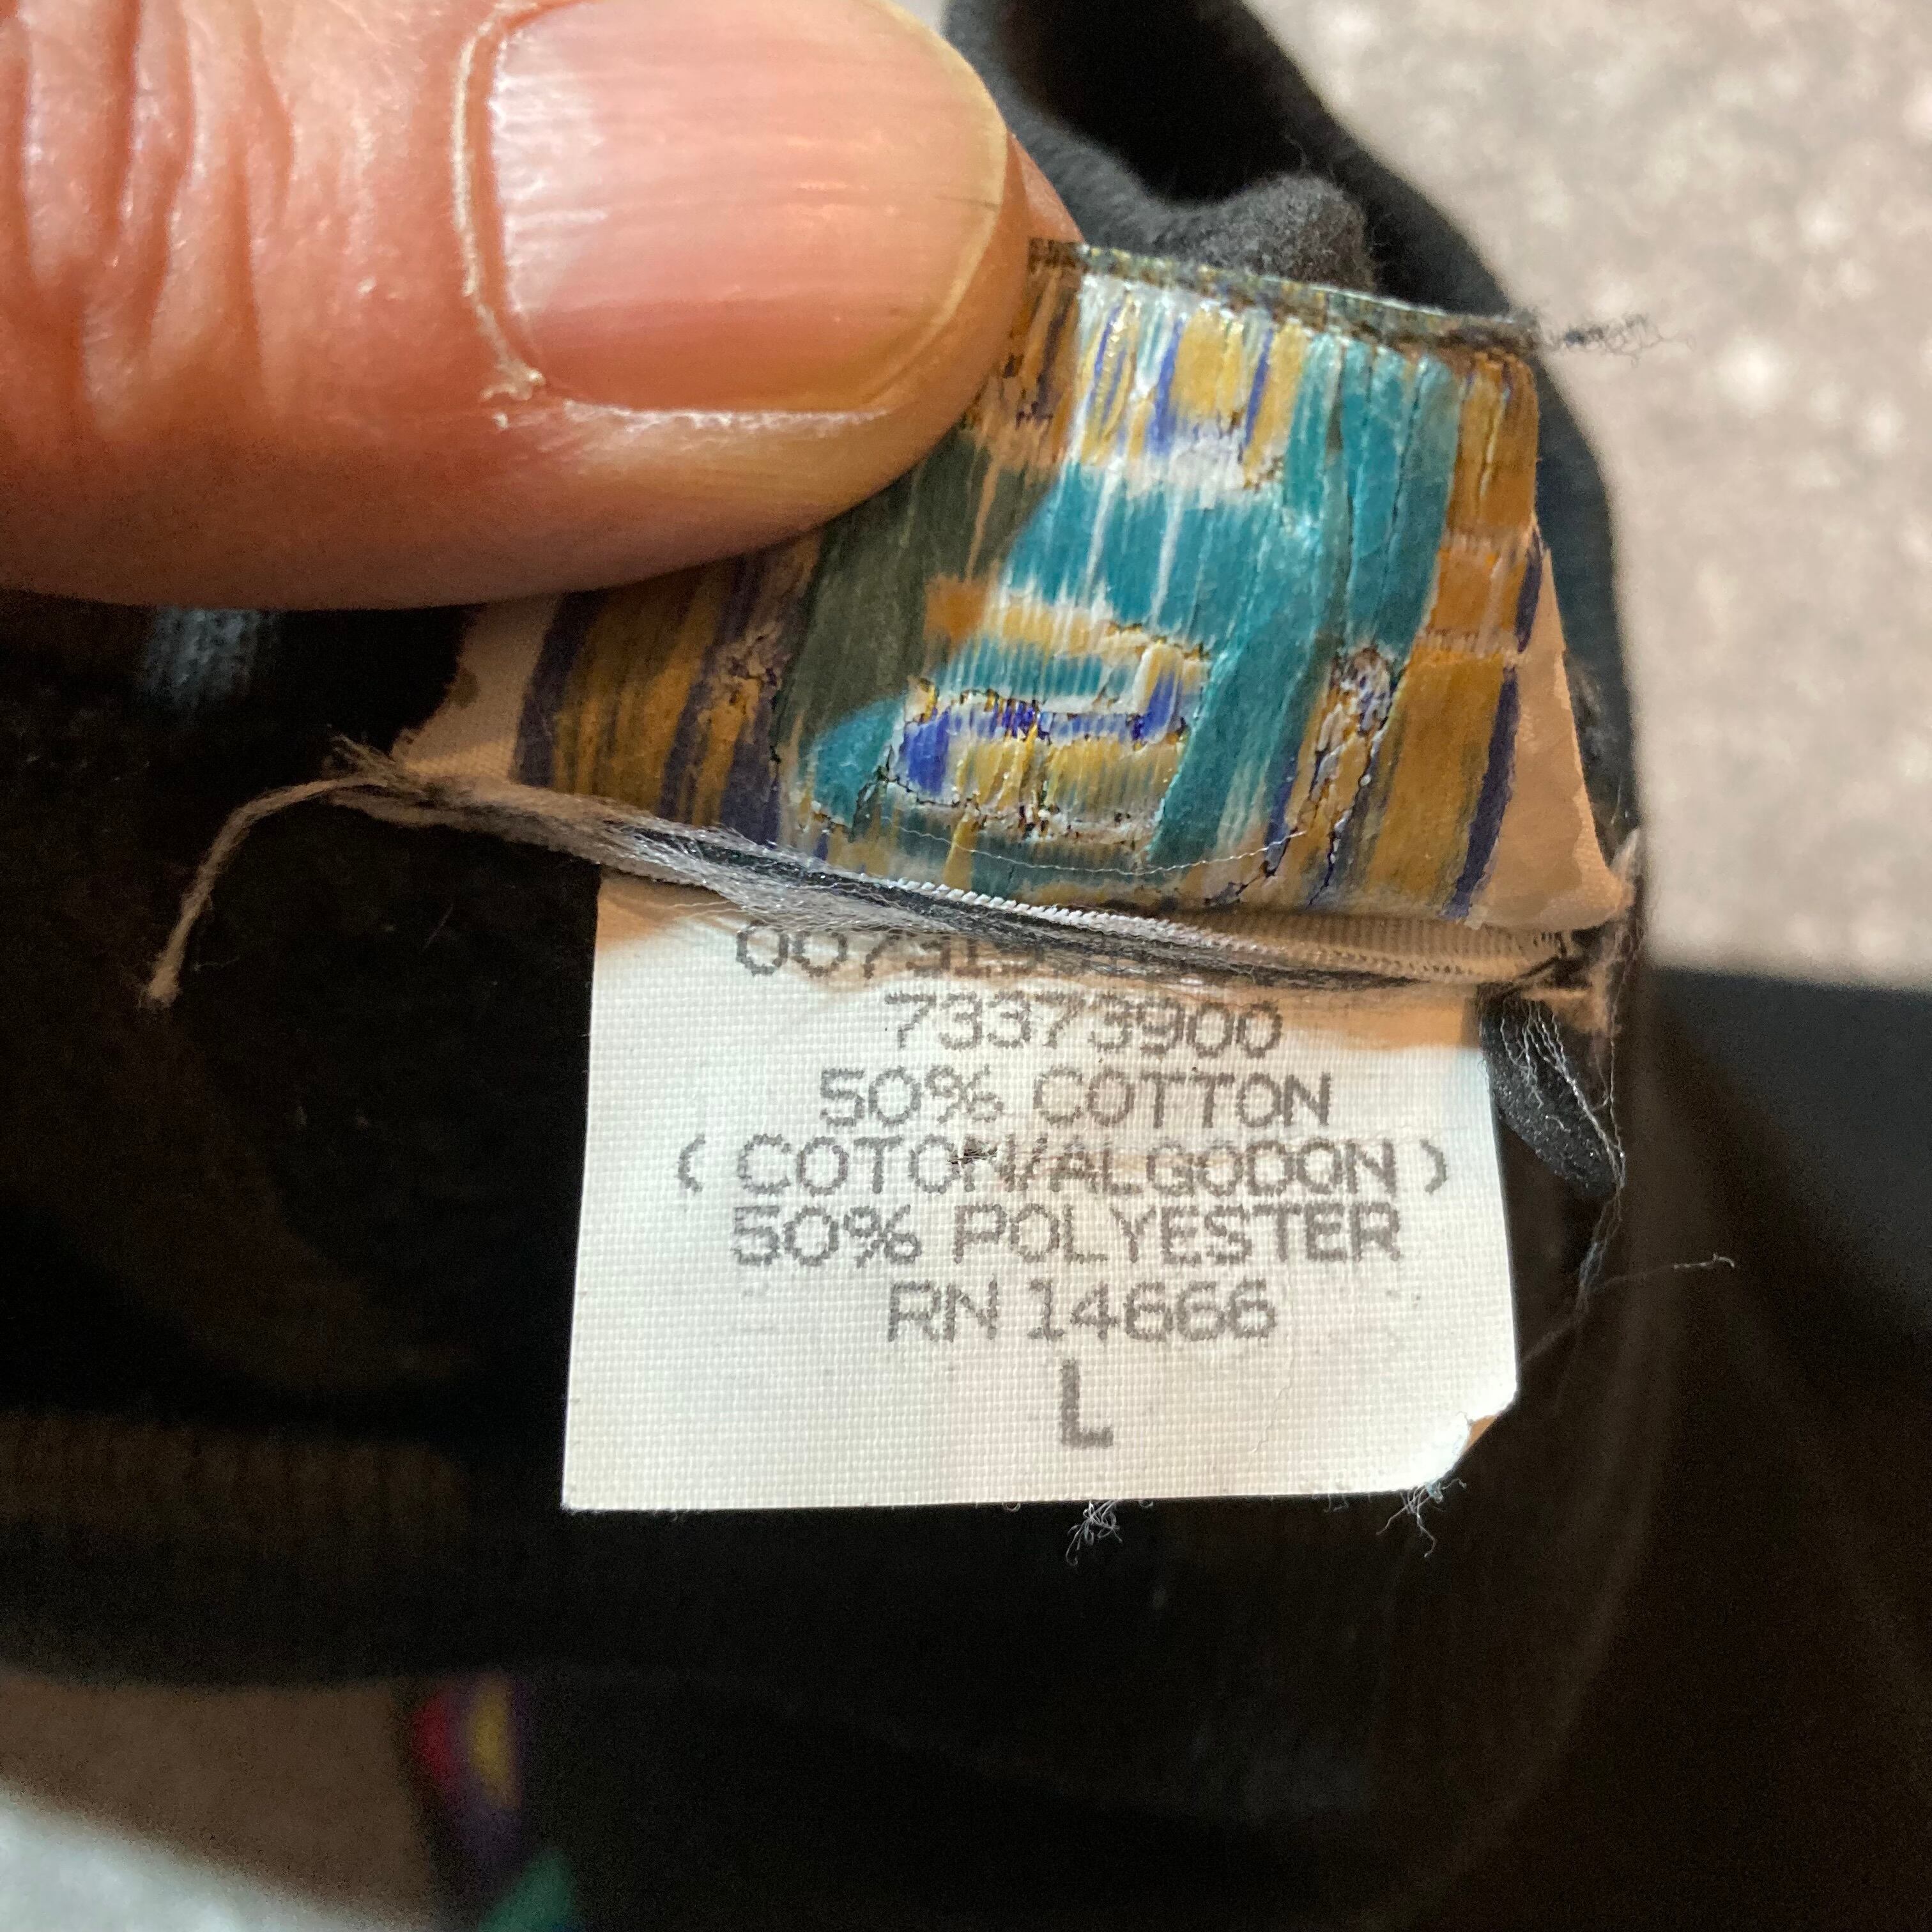 73373900
50% COTTON
( COTON/ALGODON )
50% POLYESTER
RN 14666
L